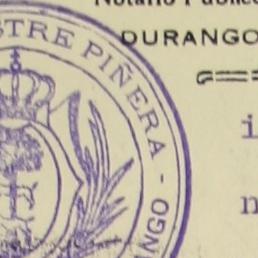 Notario Públic
DURANGO
STRE PIÑERA -
NGO
i
n